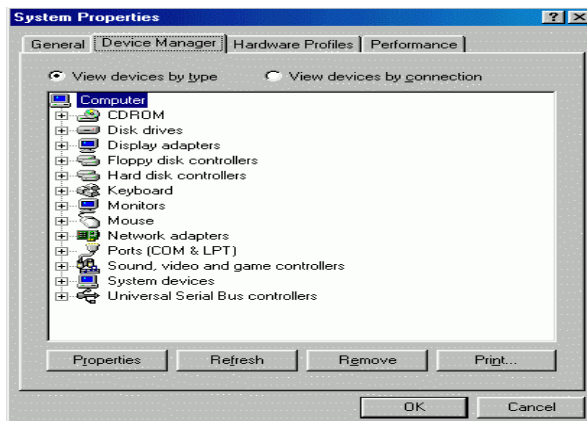 System Properties
General Device Manager Hardware Profiles Performance
View devices by type View devices by connection
Computer
CDROM
Disk drives
Display adapters
Floppy disk controllers
Hard disk controllers
Keyboard
Monitors
Mouse
Network adapters
Ports (COM & LPT)
Sound, video and game controllers
System devices
Universal Serial Bus controllers
Properties Refresh Remove Print...
OK Cancel